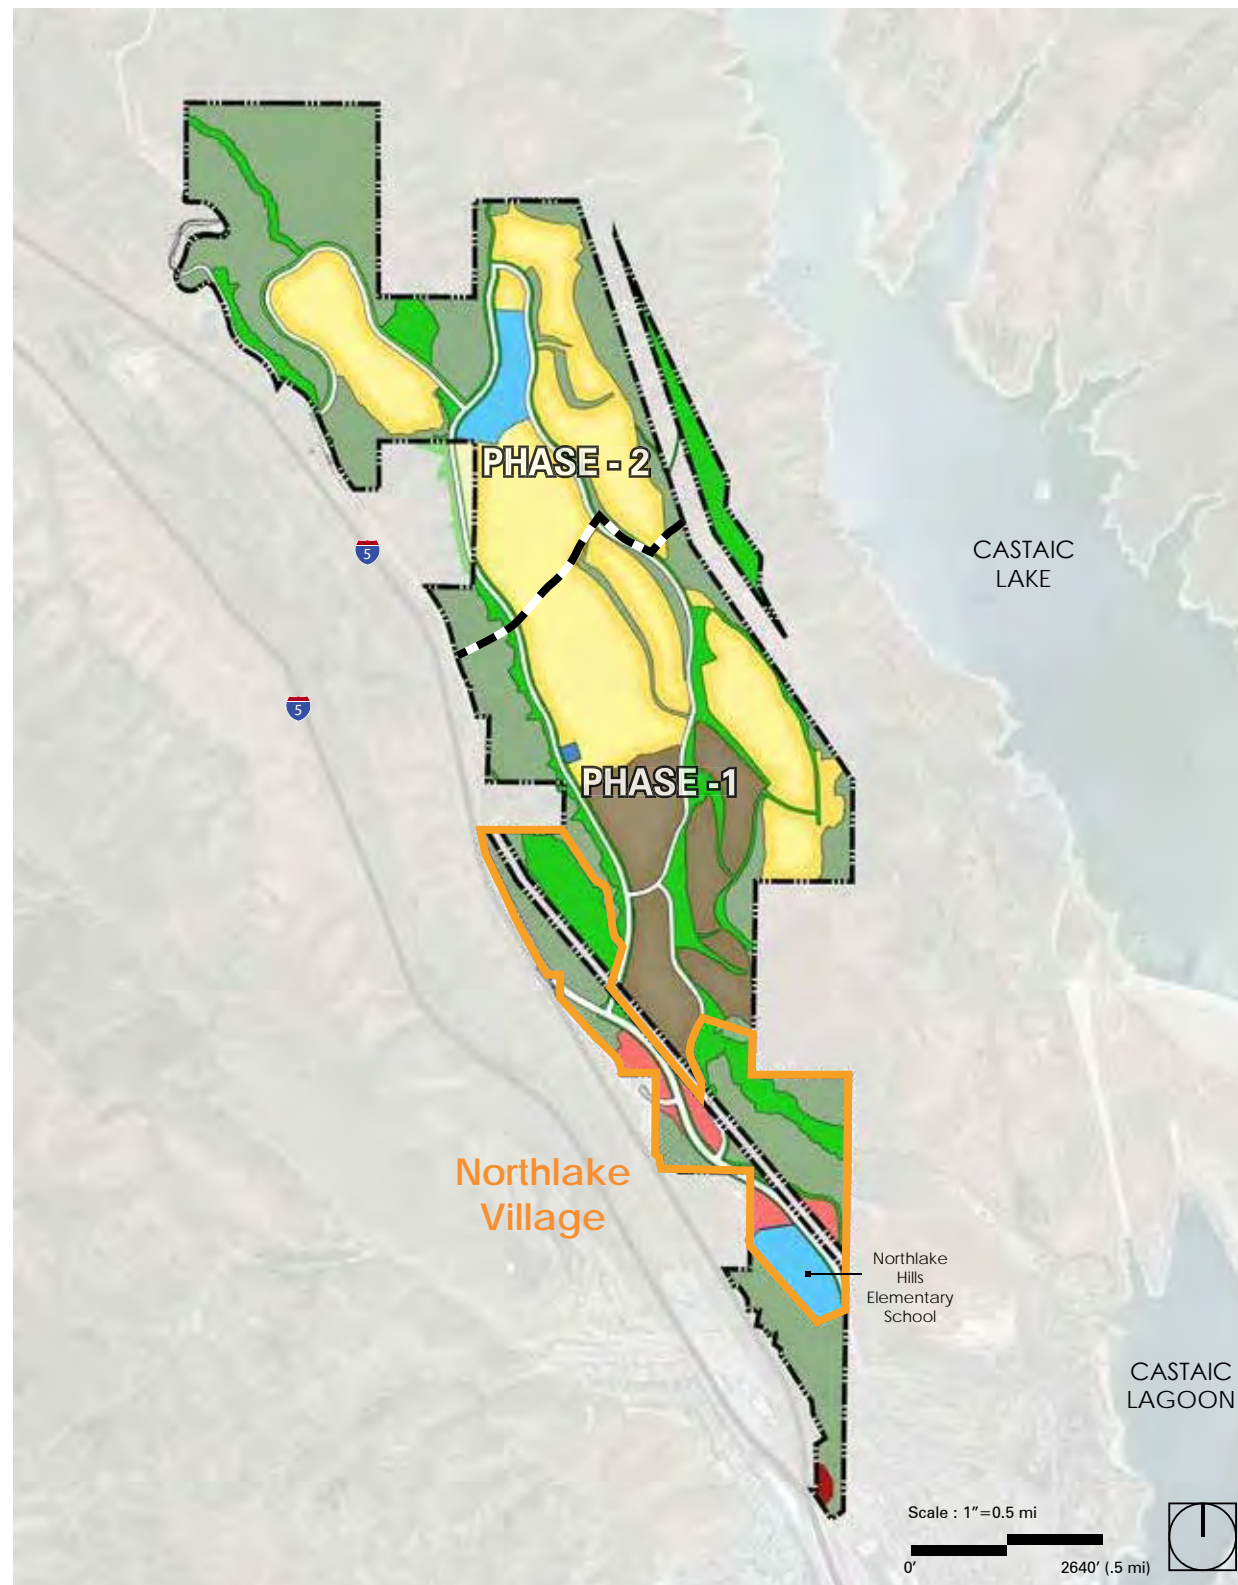 PHASE - 2
5
CASTAIC
LAKE
5
PHASE -1
Northlake
Village
Northlake
Hills
Elementary
School
CASTAIC
LAGOON
Scale : 1"=0.5 mi
0'
2640' (.5 mi)